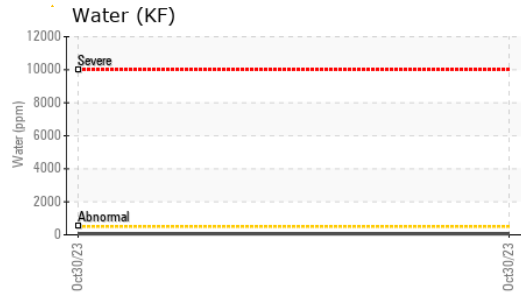 Water (KF)
12000
Severe
10000
8000
6000
4000
2000
Abnormal
0
Water (ppm)
Oct30/23
Oct30/23